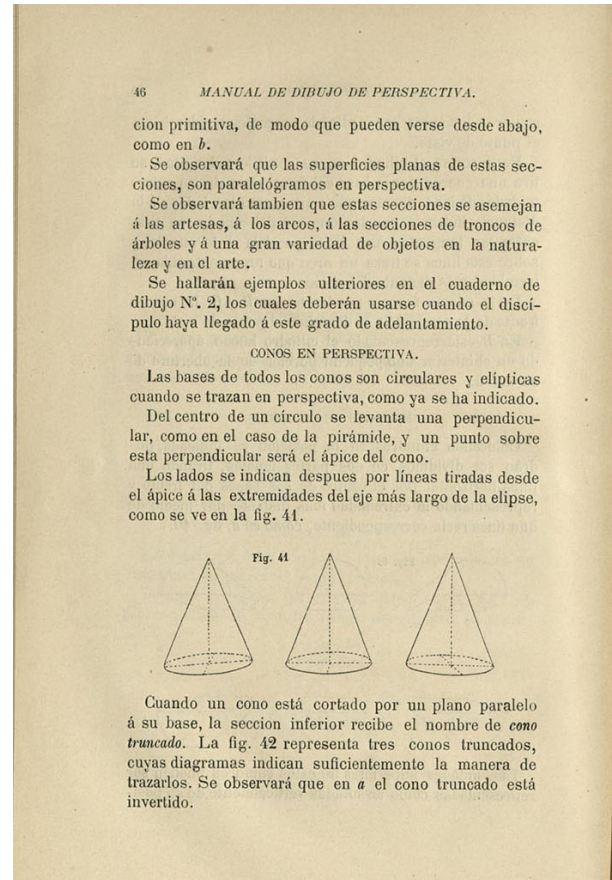 46 MANUAL DE DIBUJO DE PERSPECTIVA.
cion primitiva, de modo que pueden verse desde abajo,
como en b.
Se observará que las superficies planas de estas sec-
ciones, son paralelógramos en perspectiva.
Se observará tambien que estas secciones se asemejan
á las artesas, á los arcos, á las secciones de troncos de
árboles y á una gran variedad de objetos en la natura-
leza y en el arte.
Se hallarán ejemplos ulteriores en el cuaderno de
dibujo Nº. 2, los cuales deberán usarse cuando el discí-
pulo haya llegado á este grado de adelantamiento.
CONOS EN PERSPECTIVA.
Las bases de todos los conos son circulares y elípticas
cuando se trazan en perspectiva, como ya se ha indicado.
Del centro de un círculo se levanta una perpendicu-
lar, como en el caso de la pirámide, y un punto sobre
esta perpendicular será el ápice del cono.
Los lados se indican despues por líneas tiradas desde
el ápice á las extremidades del eje más largo de la elipse,
como se ve en la fig. 41.
Fig. 41
Cuando un cono está cortado por un plano paralelo
á su base, la seccion inferior recibe el nombre de cono
truncado. La fig. 42 representa tres conos truncados,
cuyas diagramas indican suficientemente la manera de
trazarlos. Se observará que en a el cono truncado está
invertido.